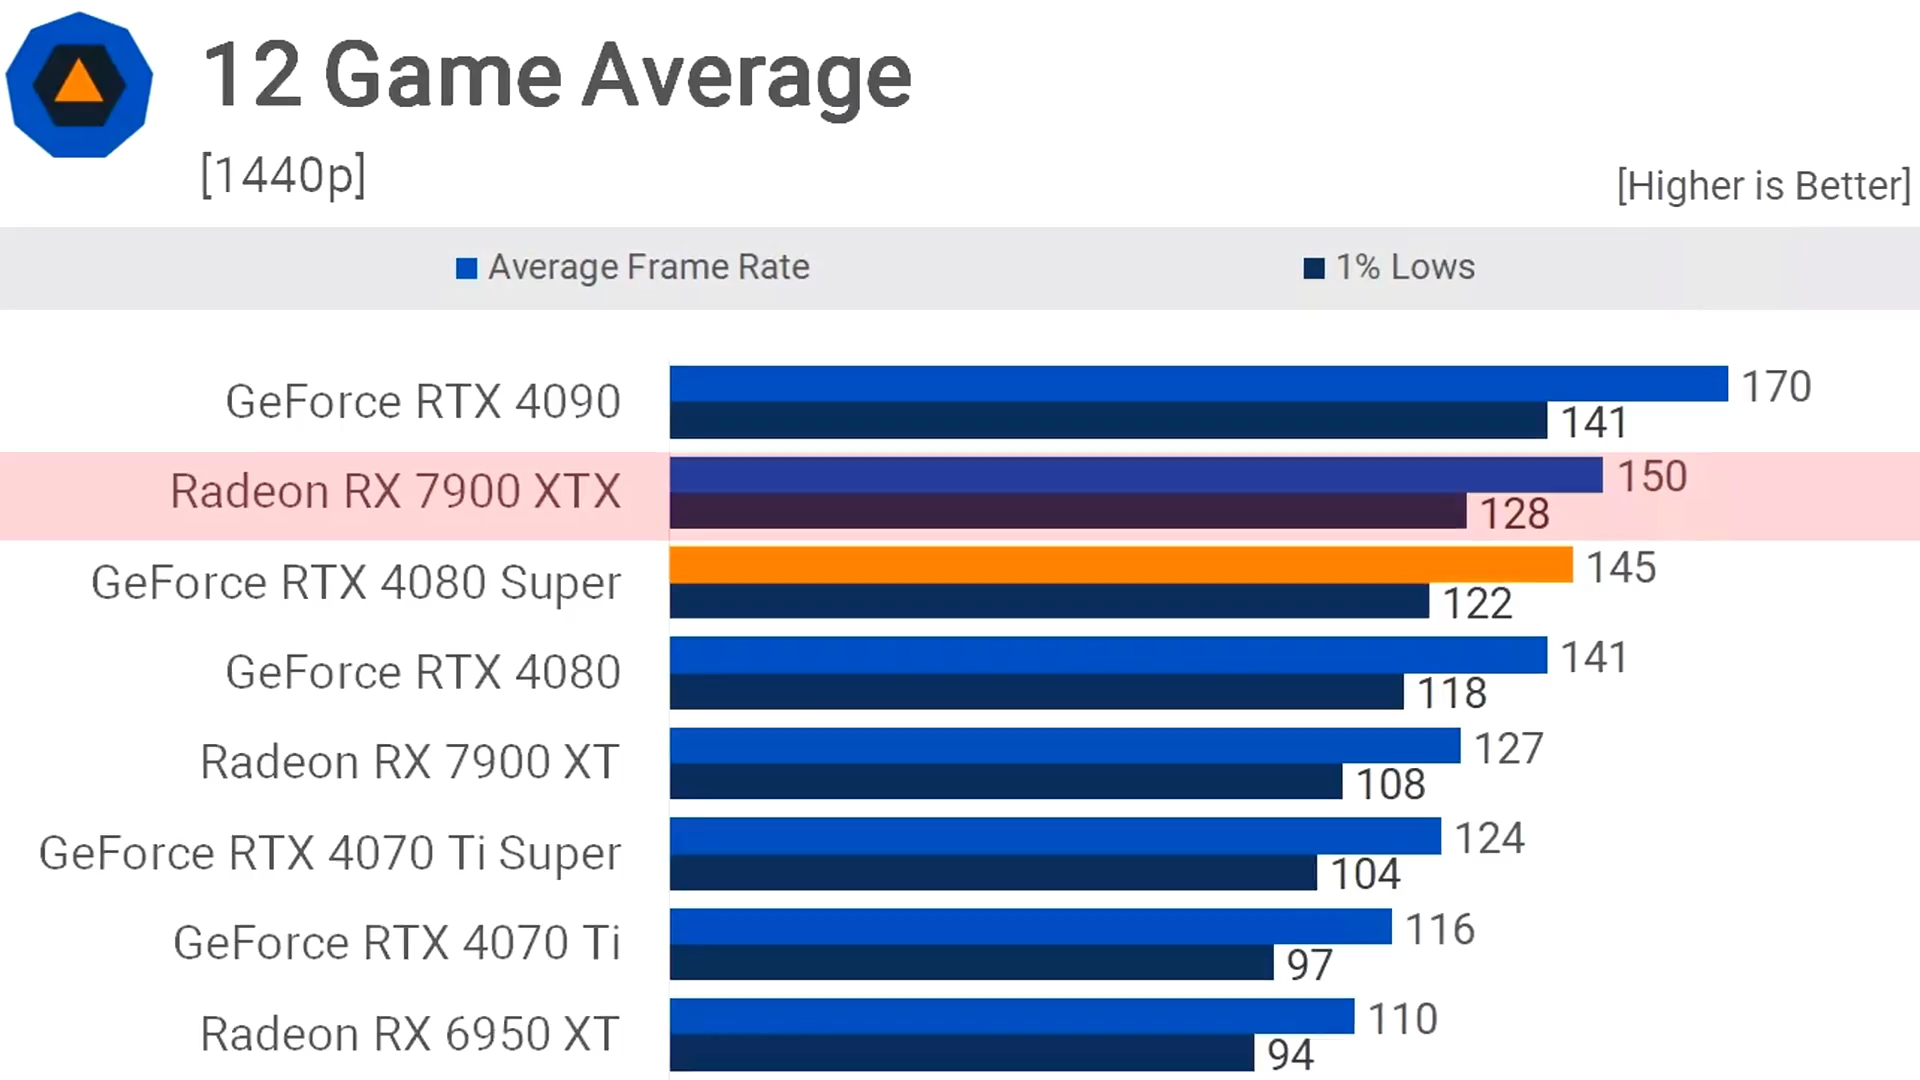 12 Game Average
[1440p]
[Higher is Better]
Average Frame Rate
1% Lows
GeForce RTX 4090
170
141
Radeon RX 7900 XTX
150
128
GeForce RTX 4080 Super
145
122
GeForce RTX 4080
141
118
Radeon RX 7900 XT
127
108
GeForce RTX 4070 Ti Super
124
104
GeForce RTX 4070 Ti
116
97
Radeon RX 6950 XT
110
94